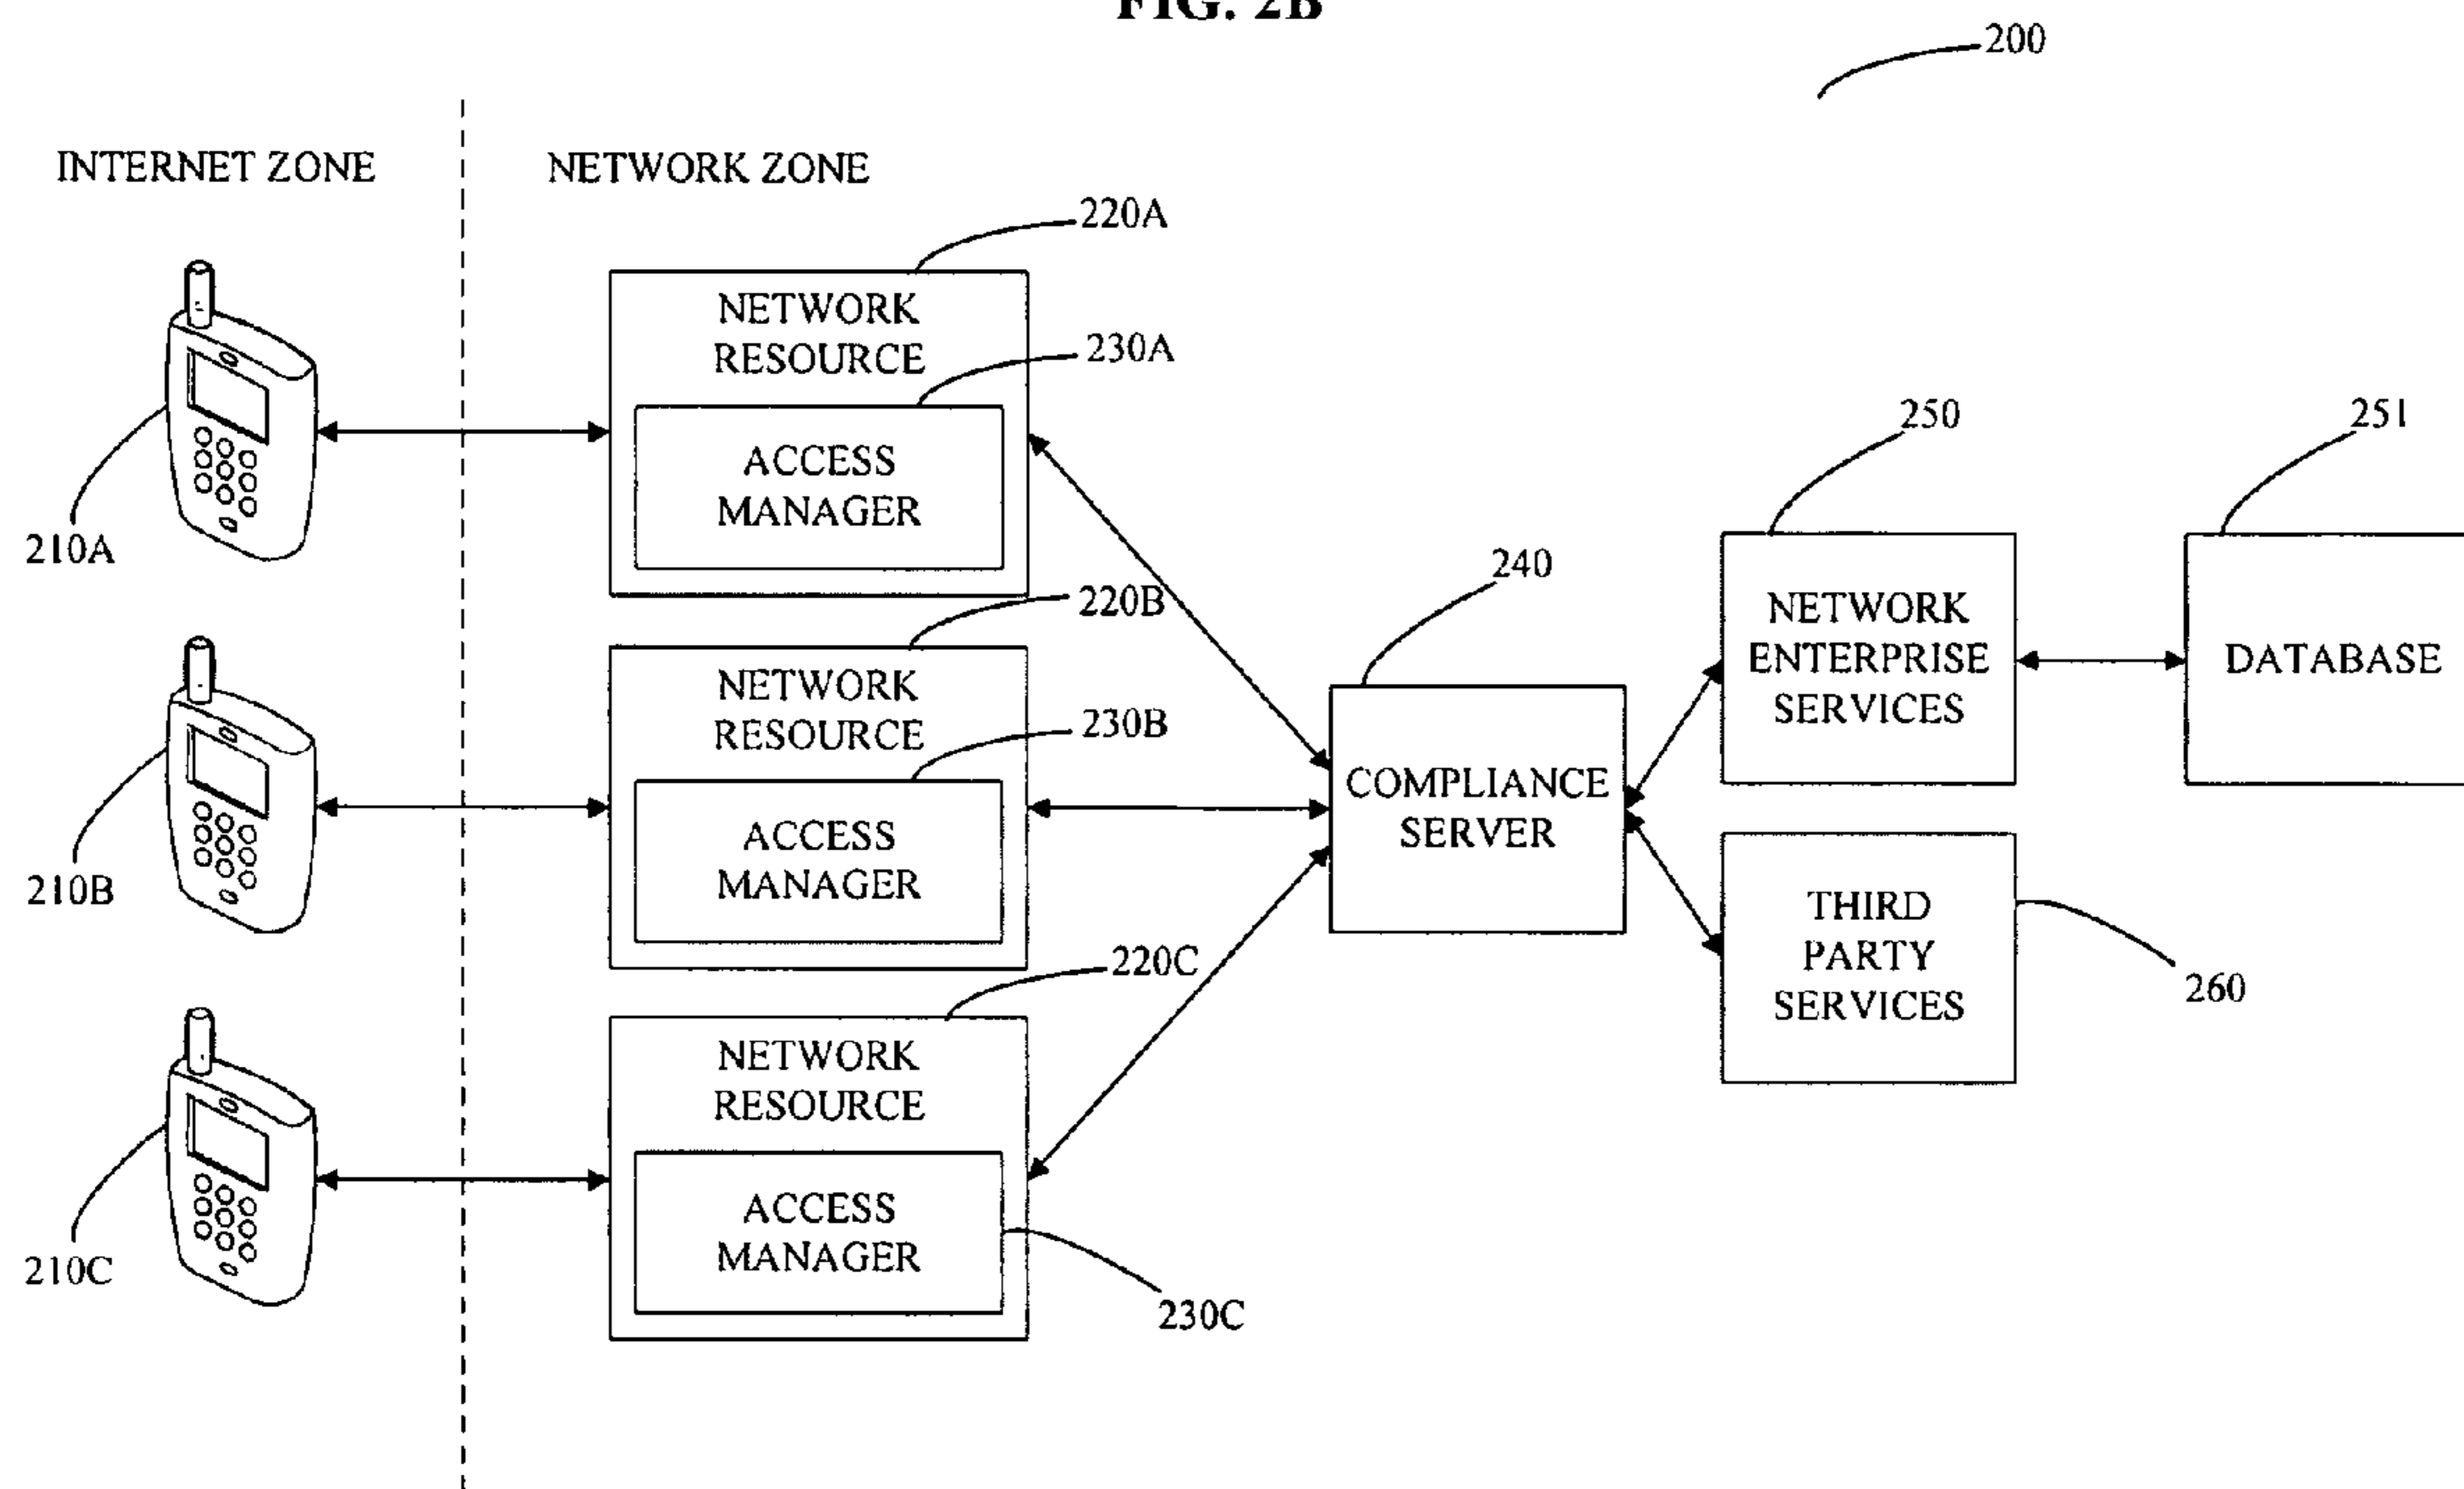 FIG. 2B
200
INTERNET ZONE
NETWORK ZONE
220A
NETWORK
RESOURCE
230A
ACCESS
MANAGER
210A
220B
NETWORK
RESOURCE
230B
ACCESS
MANAGER
210B
220C
NETWORK
RESOURCE
ACCESS
MANAGER
230C
210C
240
COMPLIANCE
SERVER
250
NETWORK
ENTERPRISE
SERVICES
251
DATABASE
THIRD
PARTY
SERVICES
260